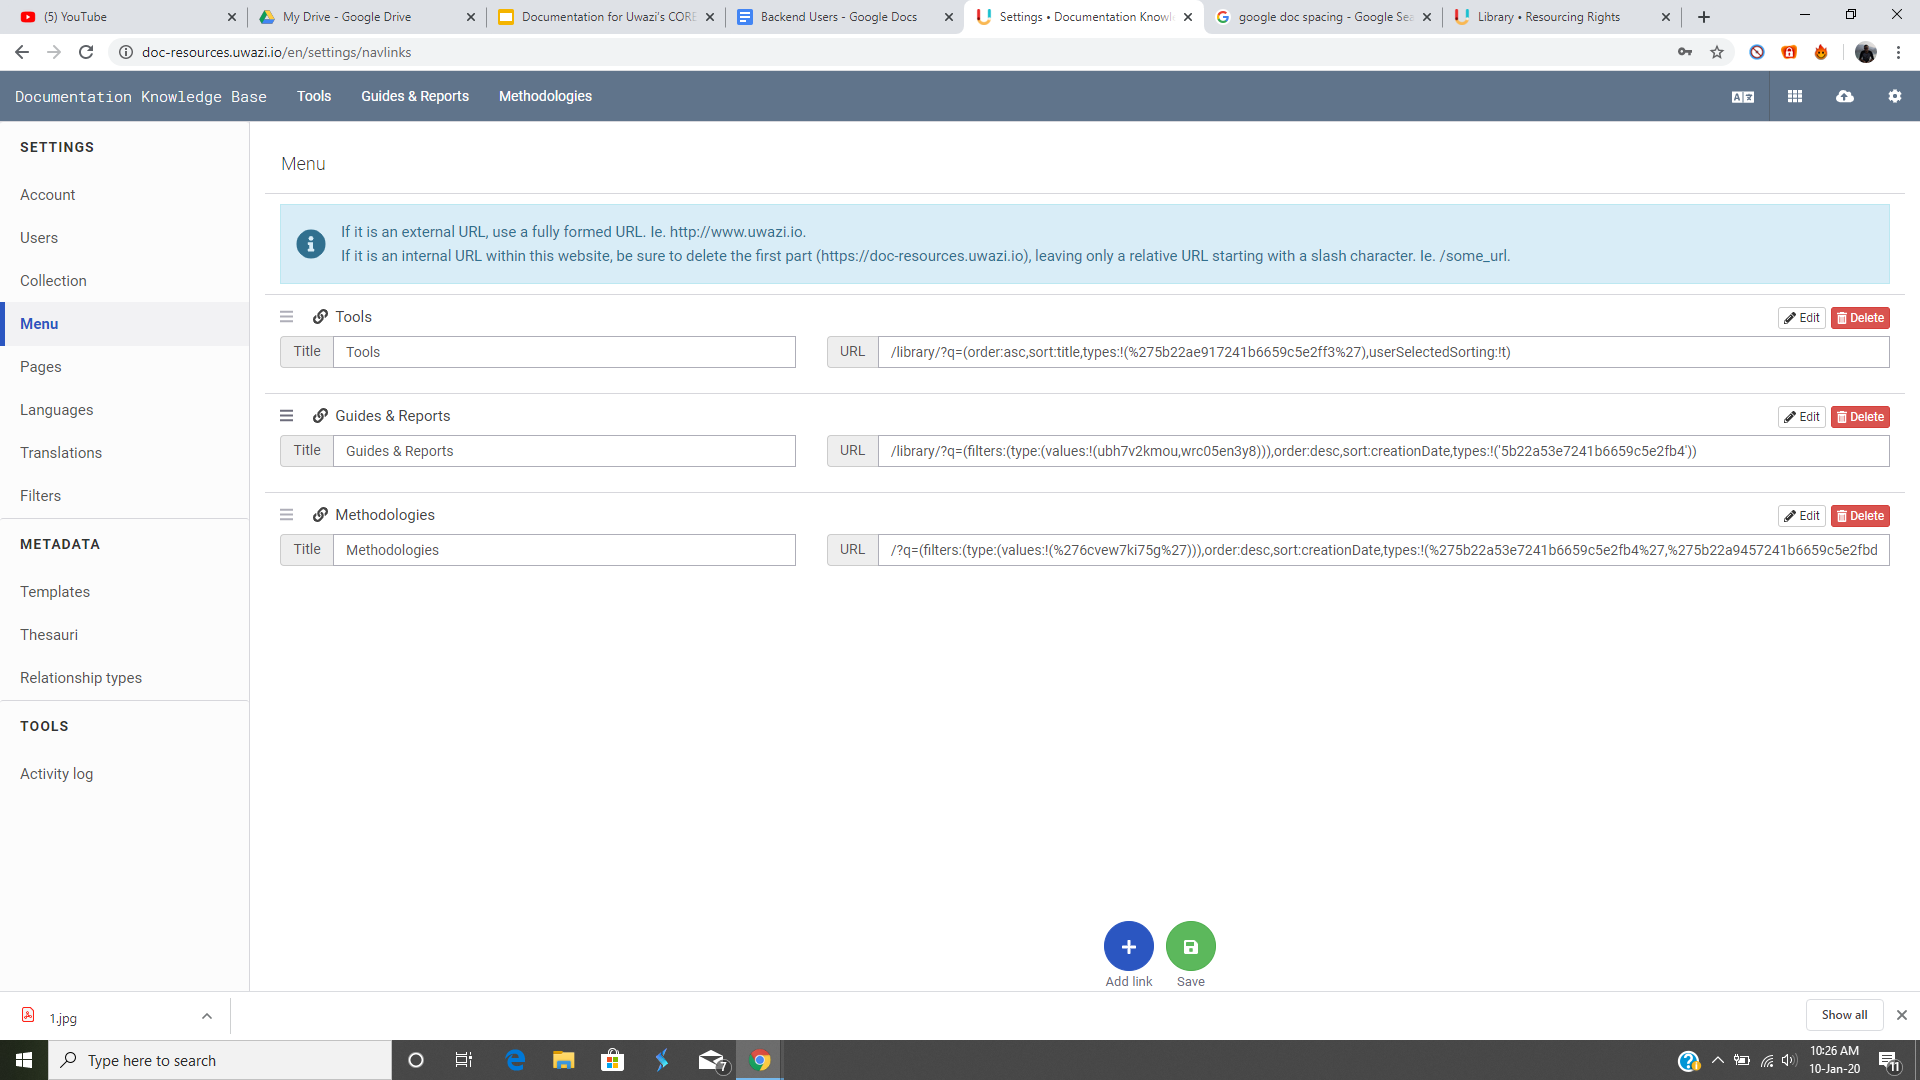 (5) YouTube
My Drive - Google Drive
Documentation for Uwazi's CORE
Backend Users - Google Docs
Settings • Documentation Knowl
google doc spacing - Google Sea
Library • Resourcing Rights
doc-resources.uwazi.io/en/settings/navlinks
Documentation Knowledge Base
Tools
Guides & Reports
Methodologies
SETTINGS
Account
Users
Collection
Menu
Pages
Languages
Translations
Filters
METADATA
Templates
Thesauri
Relationship types
TOOLS
Activity log
Menu
If it is an external URL, use a fully formed URL. Ie. http://www.uwazi.io.
If it is an internal URL within this website, be sure to delete the first part (https://doc-resources.uwazi.io), leaving only a relative URL starting with a slash character. Ie. /some_url.
Tools
Edit
Delete
Title
Tools
URL
/library/?q=(order:asc,sort:title,types:!(%275b22ae917241b6659c5e2ff3%27),userSelectedSorting:!t)
Guides & Reports
Edit
Delete
Title
Guides & Reports
URL
/library/?q=(filters:(type:(values:!(ubh7v2kmou,wrc05en3y8))),order:desc,sort:creationDate,types:!('5b22a53e7241b6659c5e2fb4'))
Methodologies
Edit
Delete
Title
Methodologies
URL
/?q=(filters:(type:(values:!(%276cvew7ki75g%27))),order:desc,sort:creationDate,types:!(%275b22a53e7241b6659c5e2fb4%27,%275b22a9457241b6659c5e2fbd
Add link
Save
1.jpg
Show all
Type here to search
7
10:26 AM
10-Jan-20
11